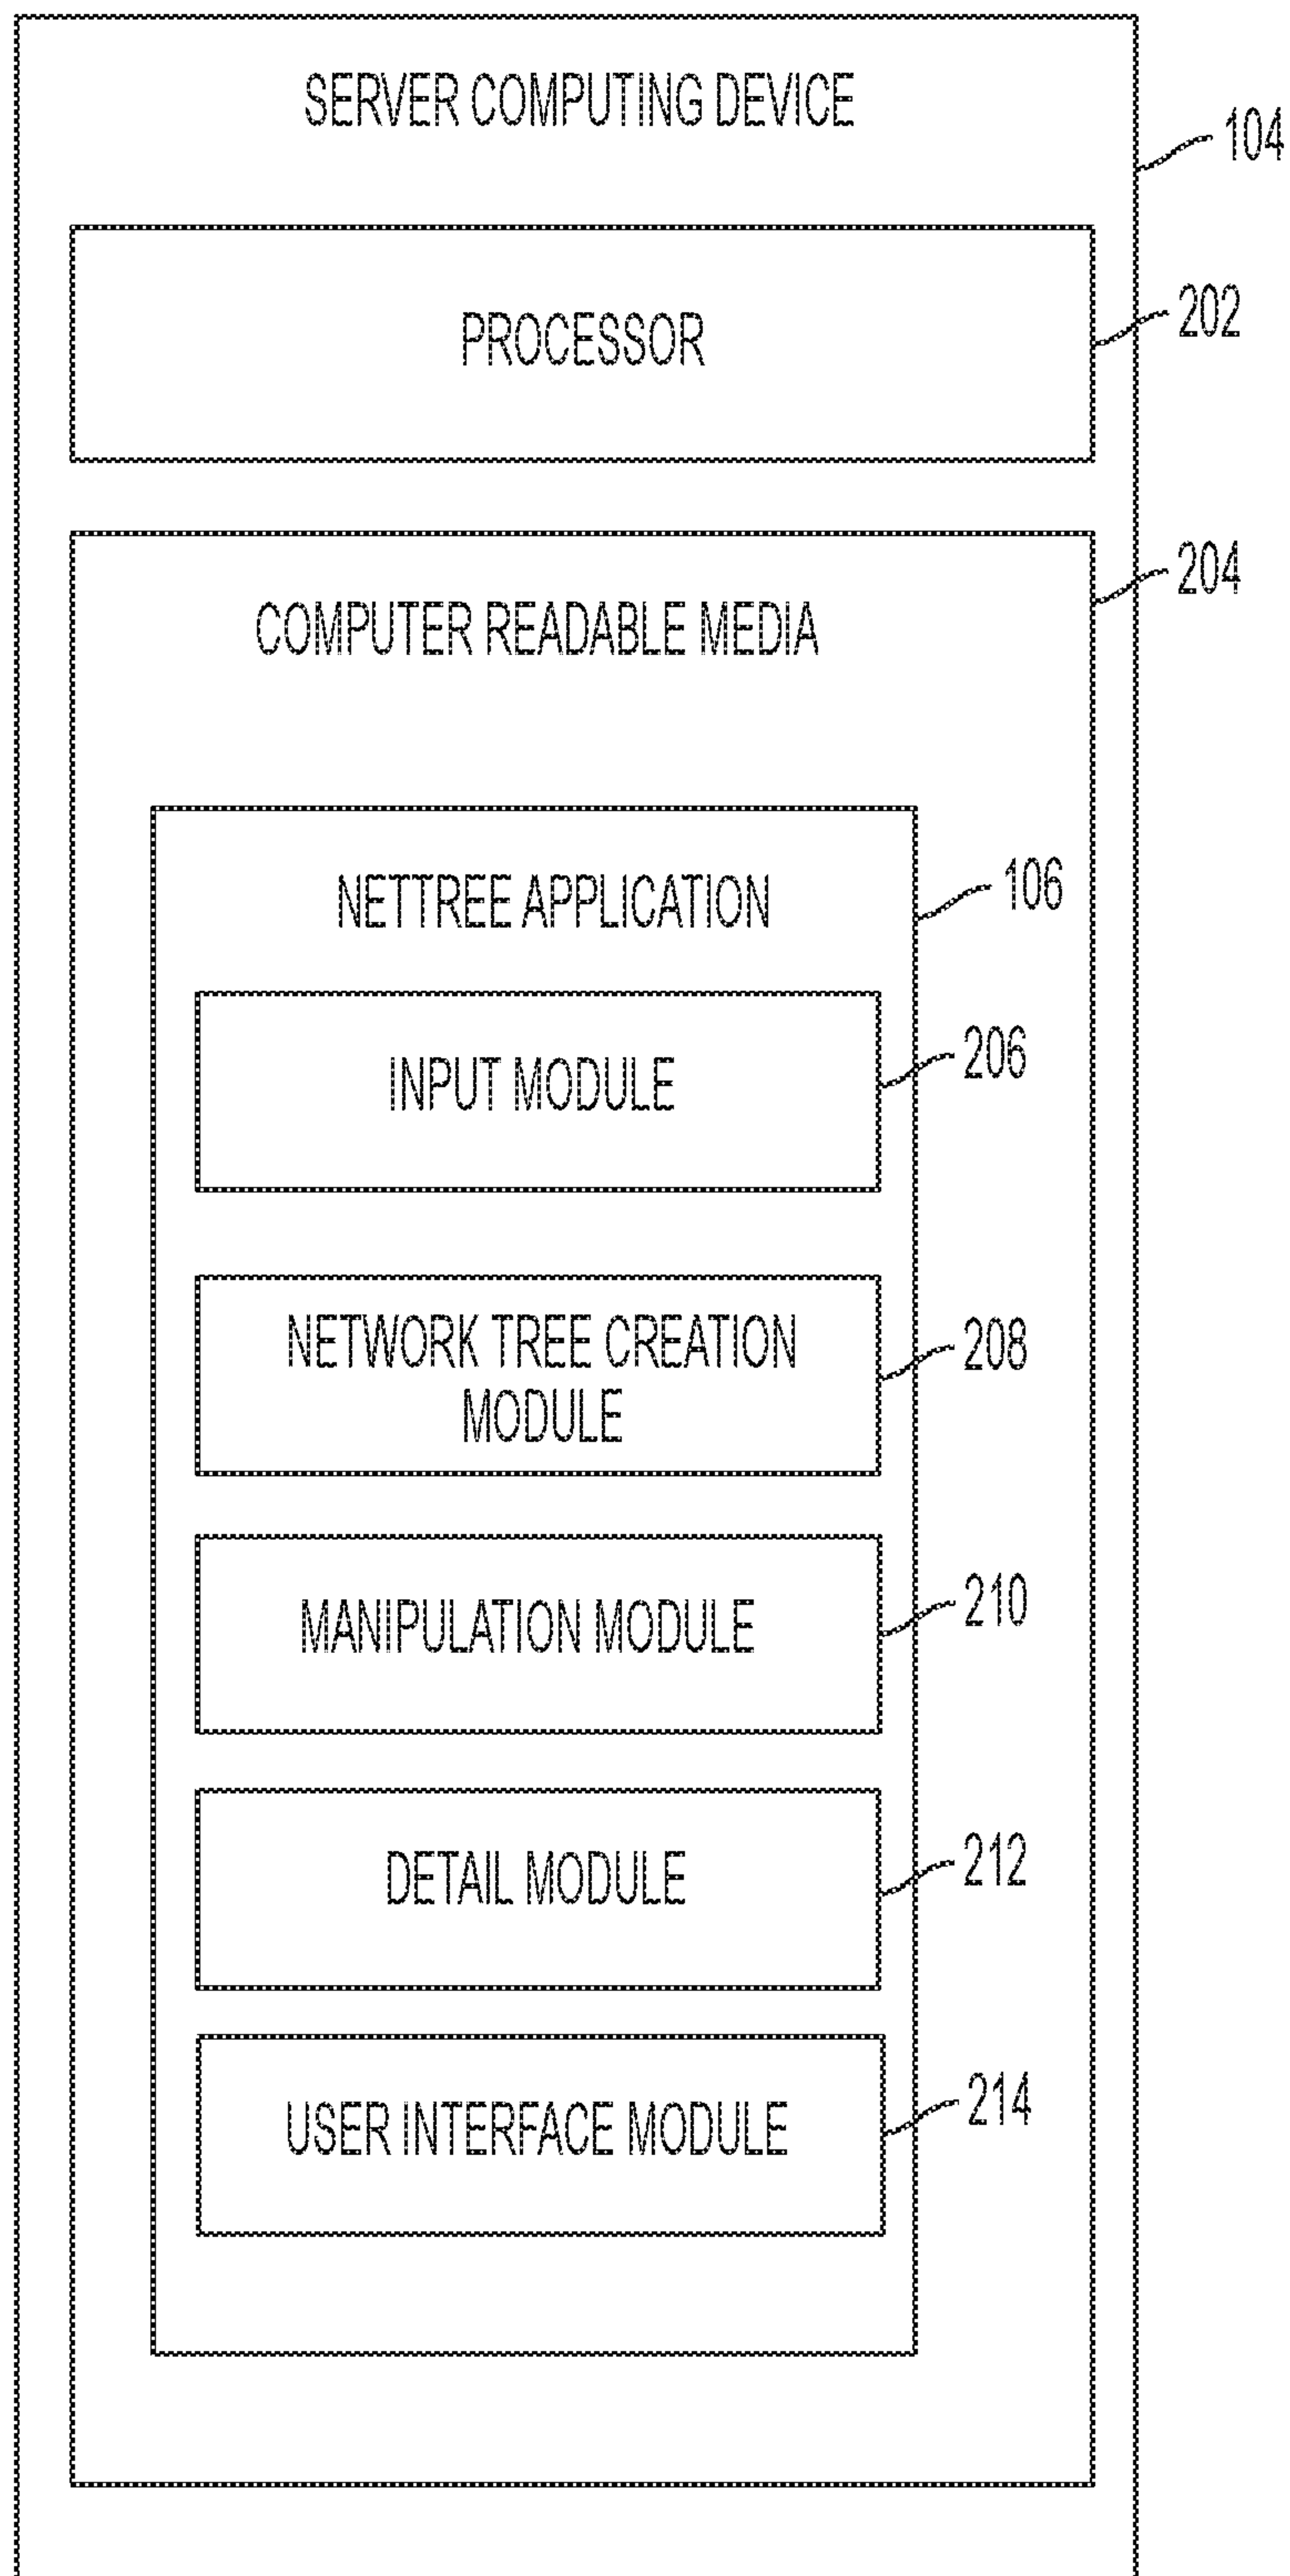 SERVER COMPUTING DEVICE
104
PROCESSOR
202
COMPUTER READABLE MEDIA
204
NETTREE APPLICATION
106
INPUT MODULE
206
NETWORK TREE CREATION
MODULE
208
MANIPULATION MODULE
210
DETAIL MODULE
212
USER INTERFACE MODULE
214